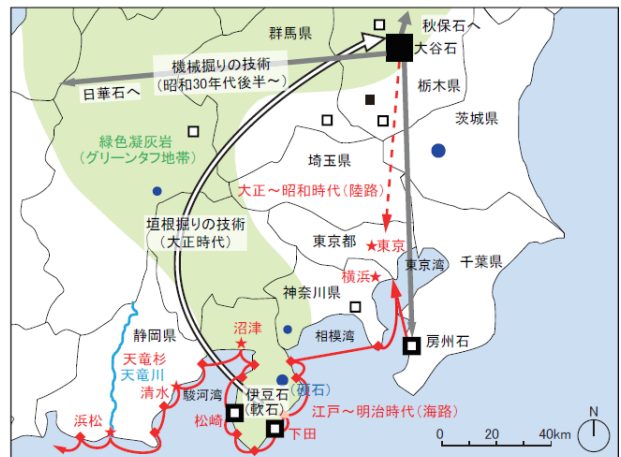 群馬県
秋保石へ
大谷石
機械掘りの技術
(昭和30年代後半～)
日華石へ
栃木県
茨城県
緑色凝灰岩
(グリーンタフ地帯)
埼玉県
大正～昭和時代(陸路)
垣根掘りの技術
(大正時代)
東京都
東京
東京湾
千葉県
横浜
神奈川県
静岡県
沼津
相模湾
房州石
天竜杉
天竜川
清水
駿河湾
伊豆石
(軟石)
(硬石)
江戸～明治時代(海路)
浜松
松崎
下田
N
0 20 40km